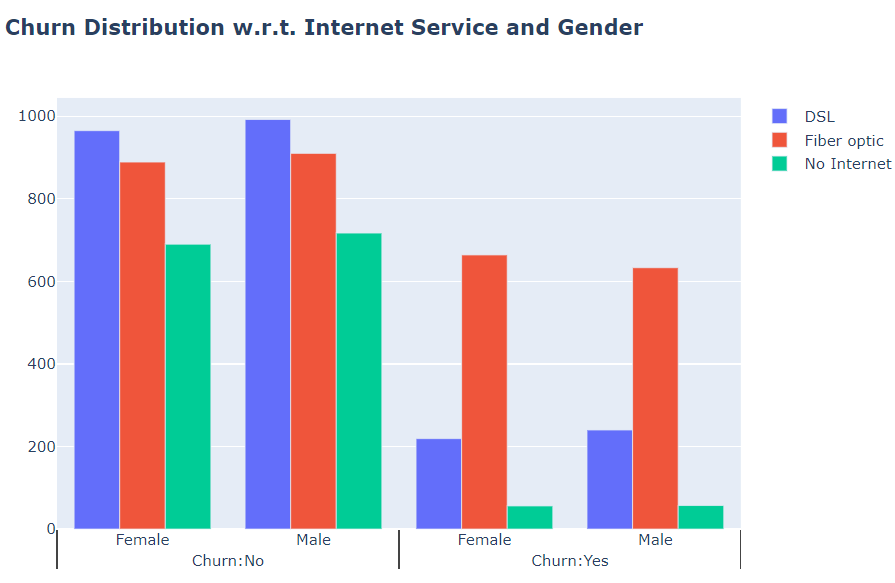 Churn Distribution w.r.t. Internet Service and Gender
1000
800
600
400
200
0
DSL
Fiber optic
No Internet
Female
Male
Female
Male
Churn:No
Churn:Yes